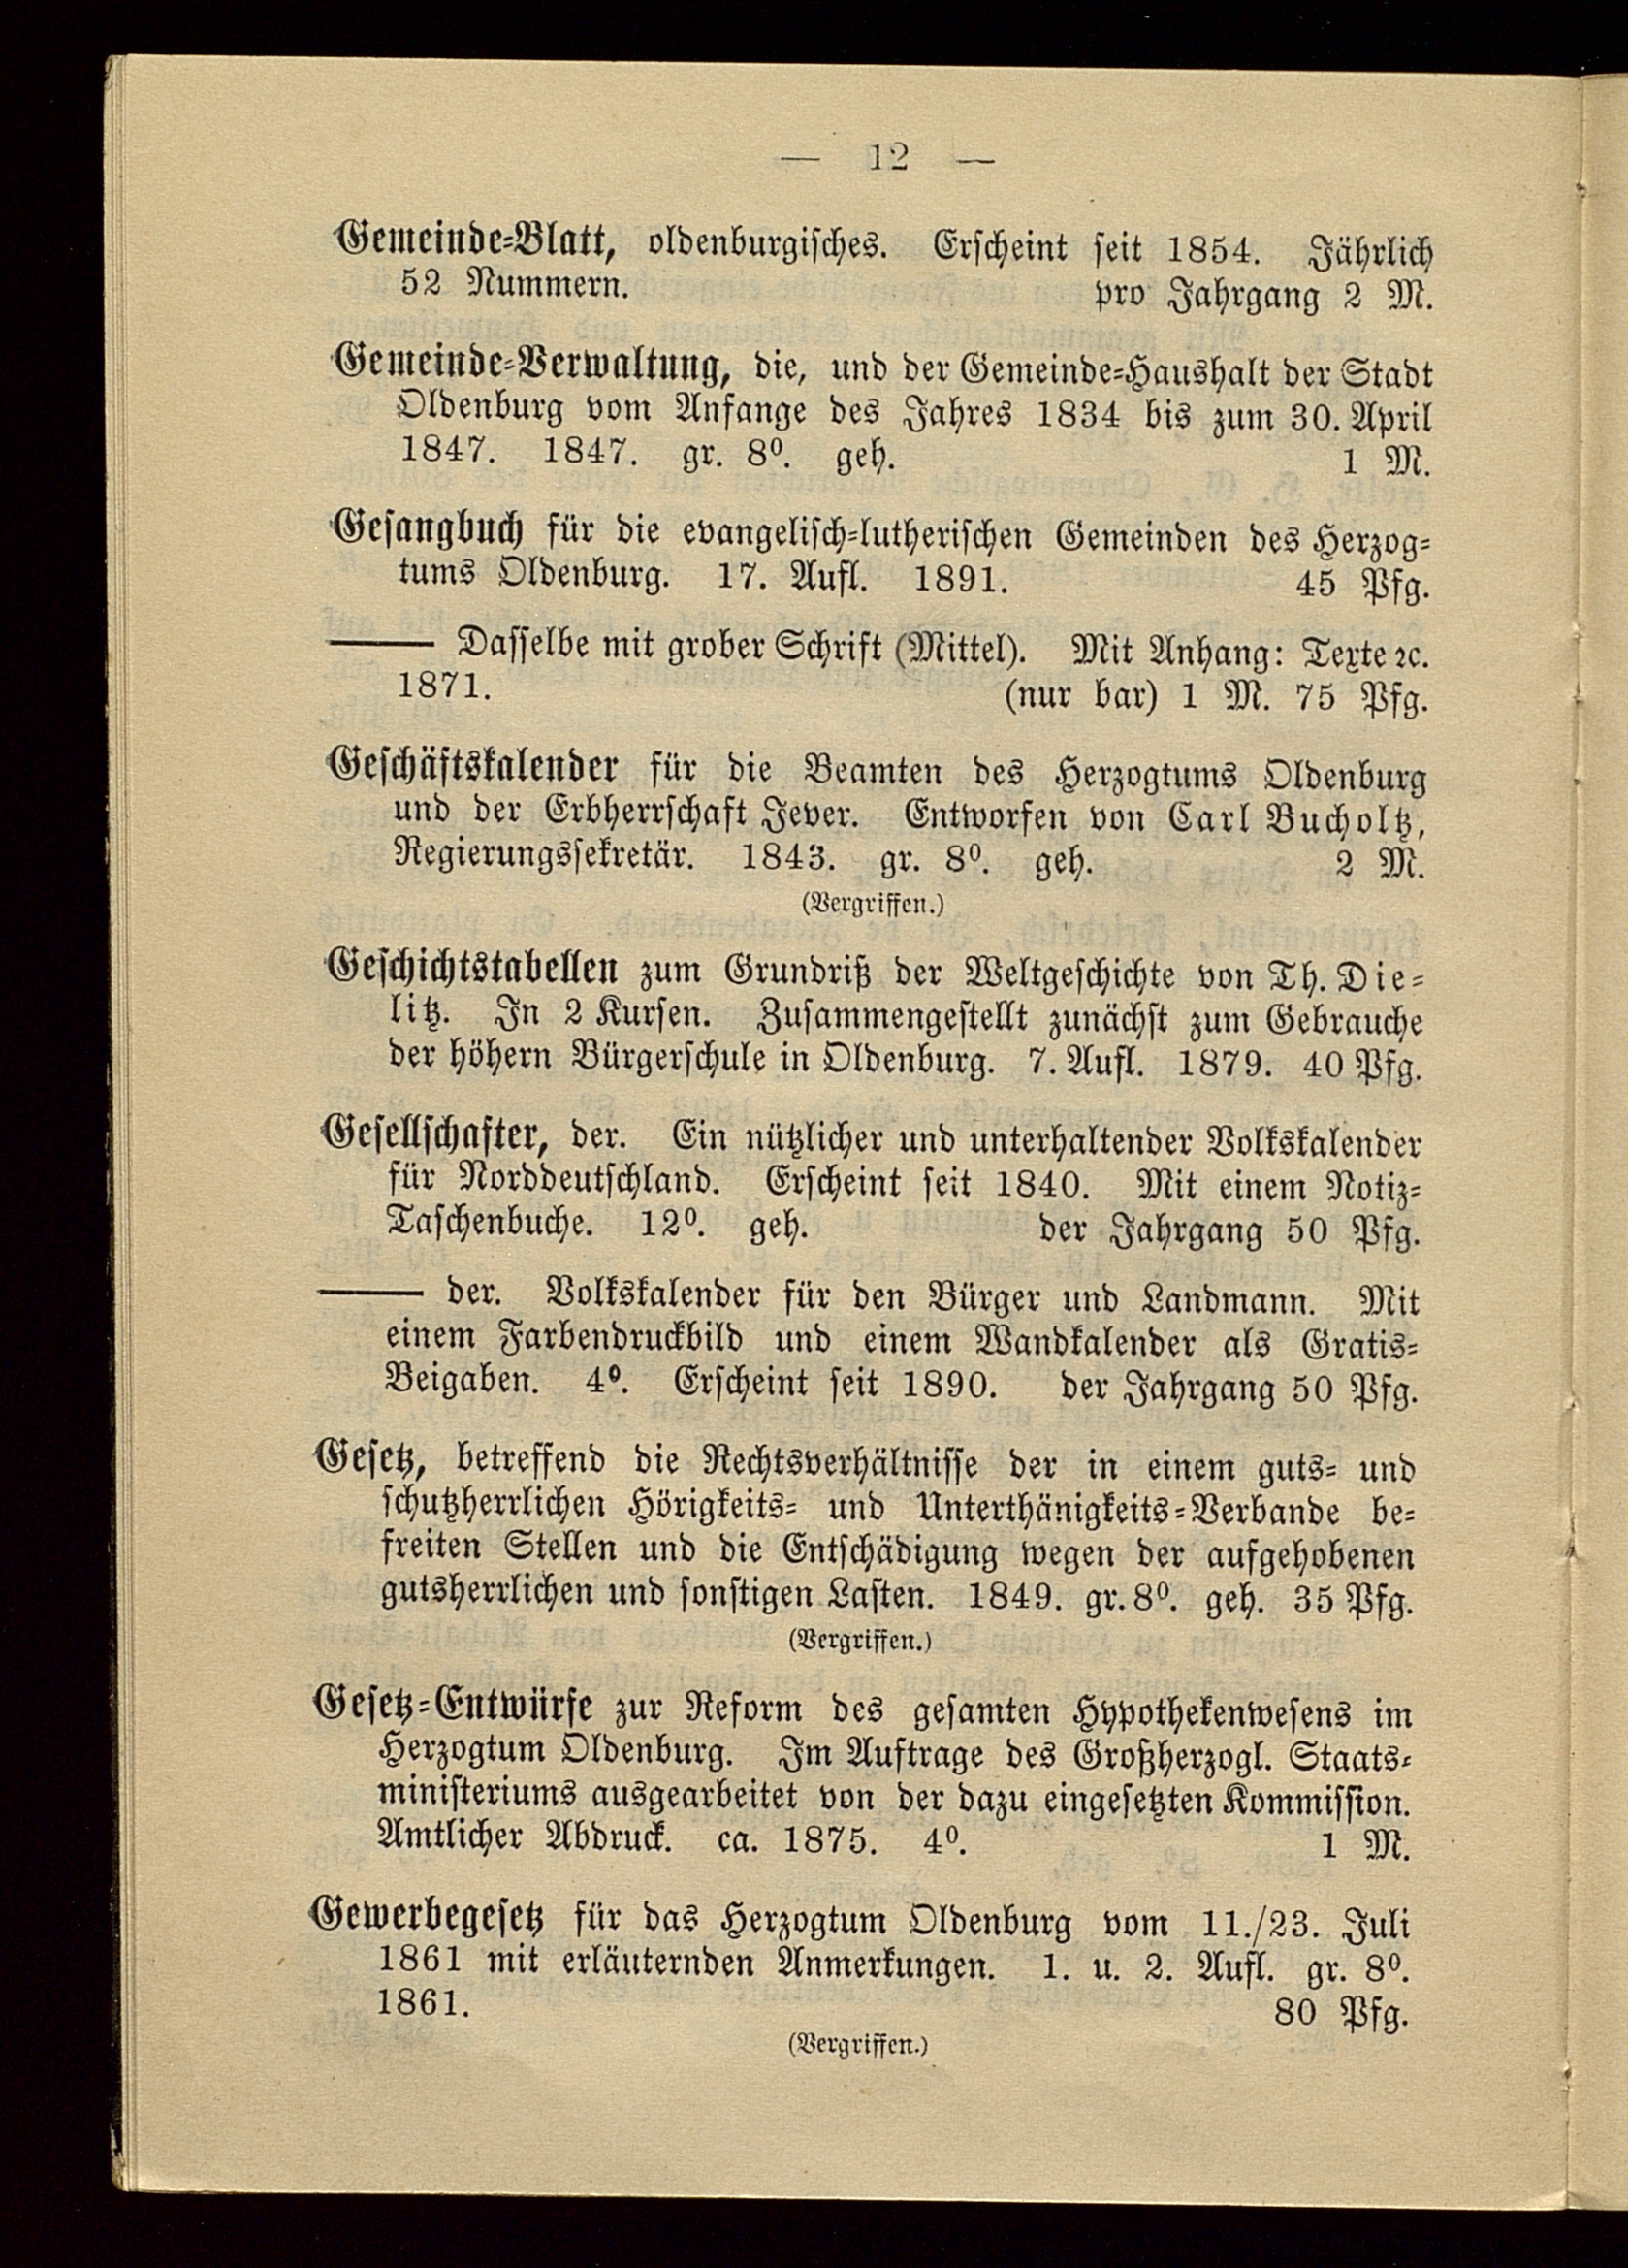 — 12 —
Gemeinde=Blatt, oldenburgisches. Erscheint seit 1854. Jährlich
52 Nummern. pro Jahrgang 2 M.
Gemeinde=Verwaltung, die, und der Gemeinde=Haushalt der Stadt
Oldenburg vom Anfange des Jahres 1834 bis zum 30. April
1847. 1847. gr. 8⁰. geh. 1 M.
Gesangbuch für die evangelisch=lutherischen Gemeinden des Herzog=
tums Oldenburg. 17. Aufl. 1891. 45 Pfg.
—— Dasselbe mit grober Schrift (Mittel). Mit Anhang: Texte ꝛc.
1871. (nur bar) 1 M. 75 Pfg.
Geschäftskalender für die Beamten des Herzogtums Oldenburg
und der Erbherrschaft Jever. Entworfen von Carl Bucholtz,
Regierungssekretär. 1843. gr. 8⁰. geh. 2 M.
(Vergriffen.)
Geschichtstabellen zum Grundriß der Weltgeschichte von Th. Die=
litz. In 2 Kursen. Zusammengestellt zunächst zum Gebrauche
der höhern Bürgerschule in Oldenburg. 7. Aufl. 1879. 40 Pfg.
Gesellschafter, der. Ein nützlicher und unterhaltender Volkskalender
für Norddeutschland. Erscheint seit 1840. Mit einem Notiz=
Taschenbuche. 12⁰. geh. der Jahrgang 50 Pfg.
—— der. Volkskalender für den Bürger und Landmann. Mit
einem Farbendruckbild und einem Wandkalender als Gratis=
Beigaben. 4⁰. Erscheint seit 1890. der Jahrgang 50 Pfg.
Gesetz, betreffend die Rechtsverhältnisse der in einem guts= und
schutzherrlichen Hörigkeits= und Unterthänigkeits=Verbande be=
freiten Stellen und die Entschädigung wegen der aufgehobenen
gutsherrlichen und sonstigen Lasten. 1849. gr. 8⁰. geh. 35 Pfg.
(Vergriffen.)
Gesetz=Entwürfe zur Reform des gesamten Hypothekenwesens im
Herzogtum Oldenburg. Im Auftrage des Großherzogl. Staats=
ministeriums ausgearbeitet von der dazu eingesetzten Kommission.
Amtlicher Abdruck. ca. 1875. 4⁰. 1 M.
Gewerbegesetz für das Herzogtum Oldenburg vom 11./23. Juli
1861 mit erläuternden Anmerkungen. 1. u. 2. Aufl. gr. 8⁰.
1861. 80 Pfg.
(Vergriffen.)